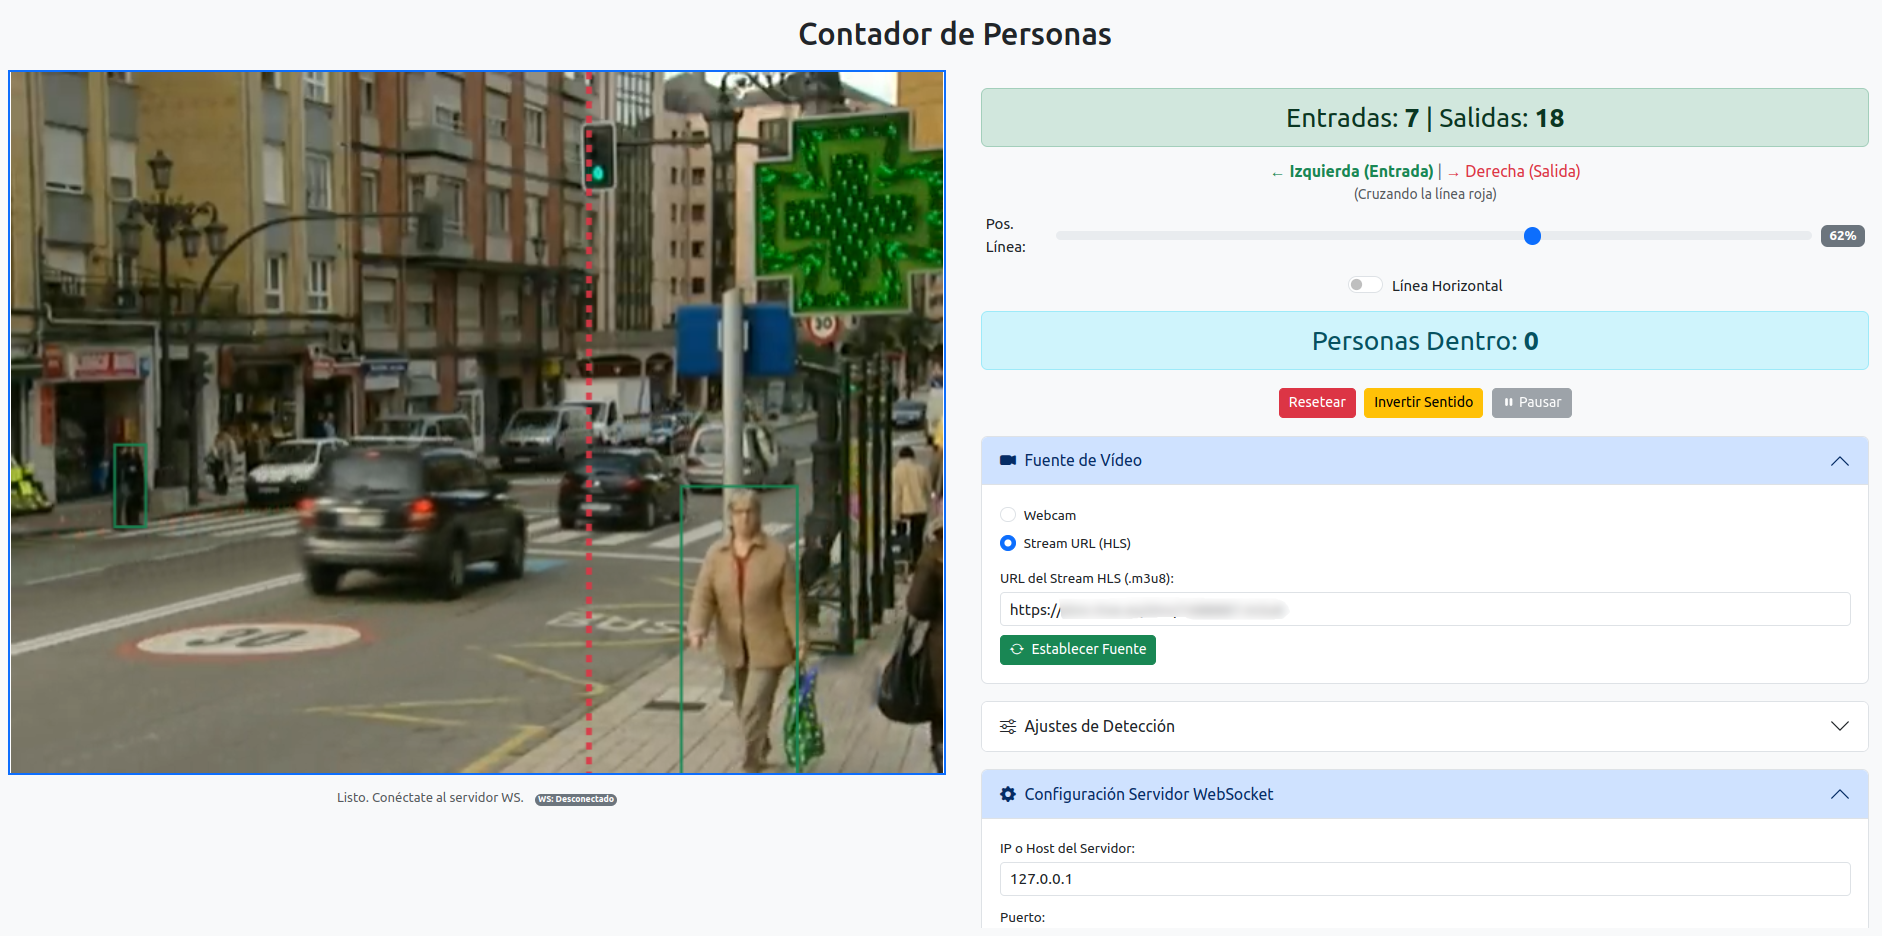 Contador de Personas
30
30
BUS
Entradas: 7 | Salidas: 18
← Izquierda (Entrada) | → Derecha (Salida)
(Cruzando la línea roja)
Pos.
Línea:
62%
Línea Horizontal
Personas Dentro: 0
Resetear
Invertir Sentido
Pausar
Fuente de Vídeo
Webcam
Stream URL (HLS)
URL del Stream HLS (.m3u8):
https://
Establecer Fuente
Ajustes de Detección
Configuración Servidor WebSocket
IP o Host del Servidor:
127.0.0.1
Puerto:
Listo. Conéctate al servidor WS. WS: Desconectado